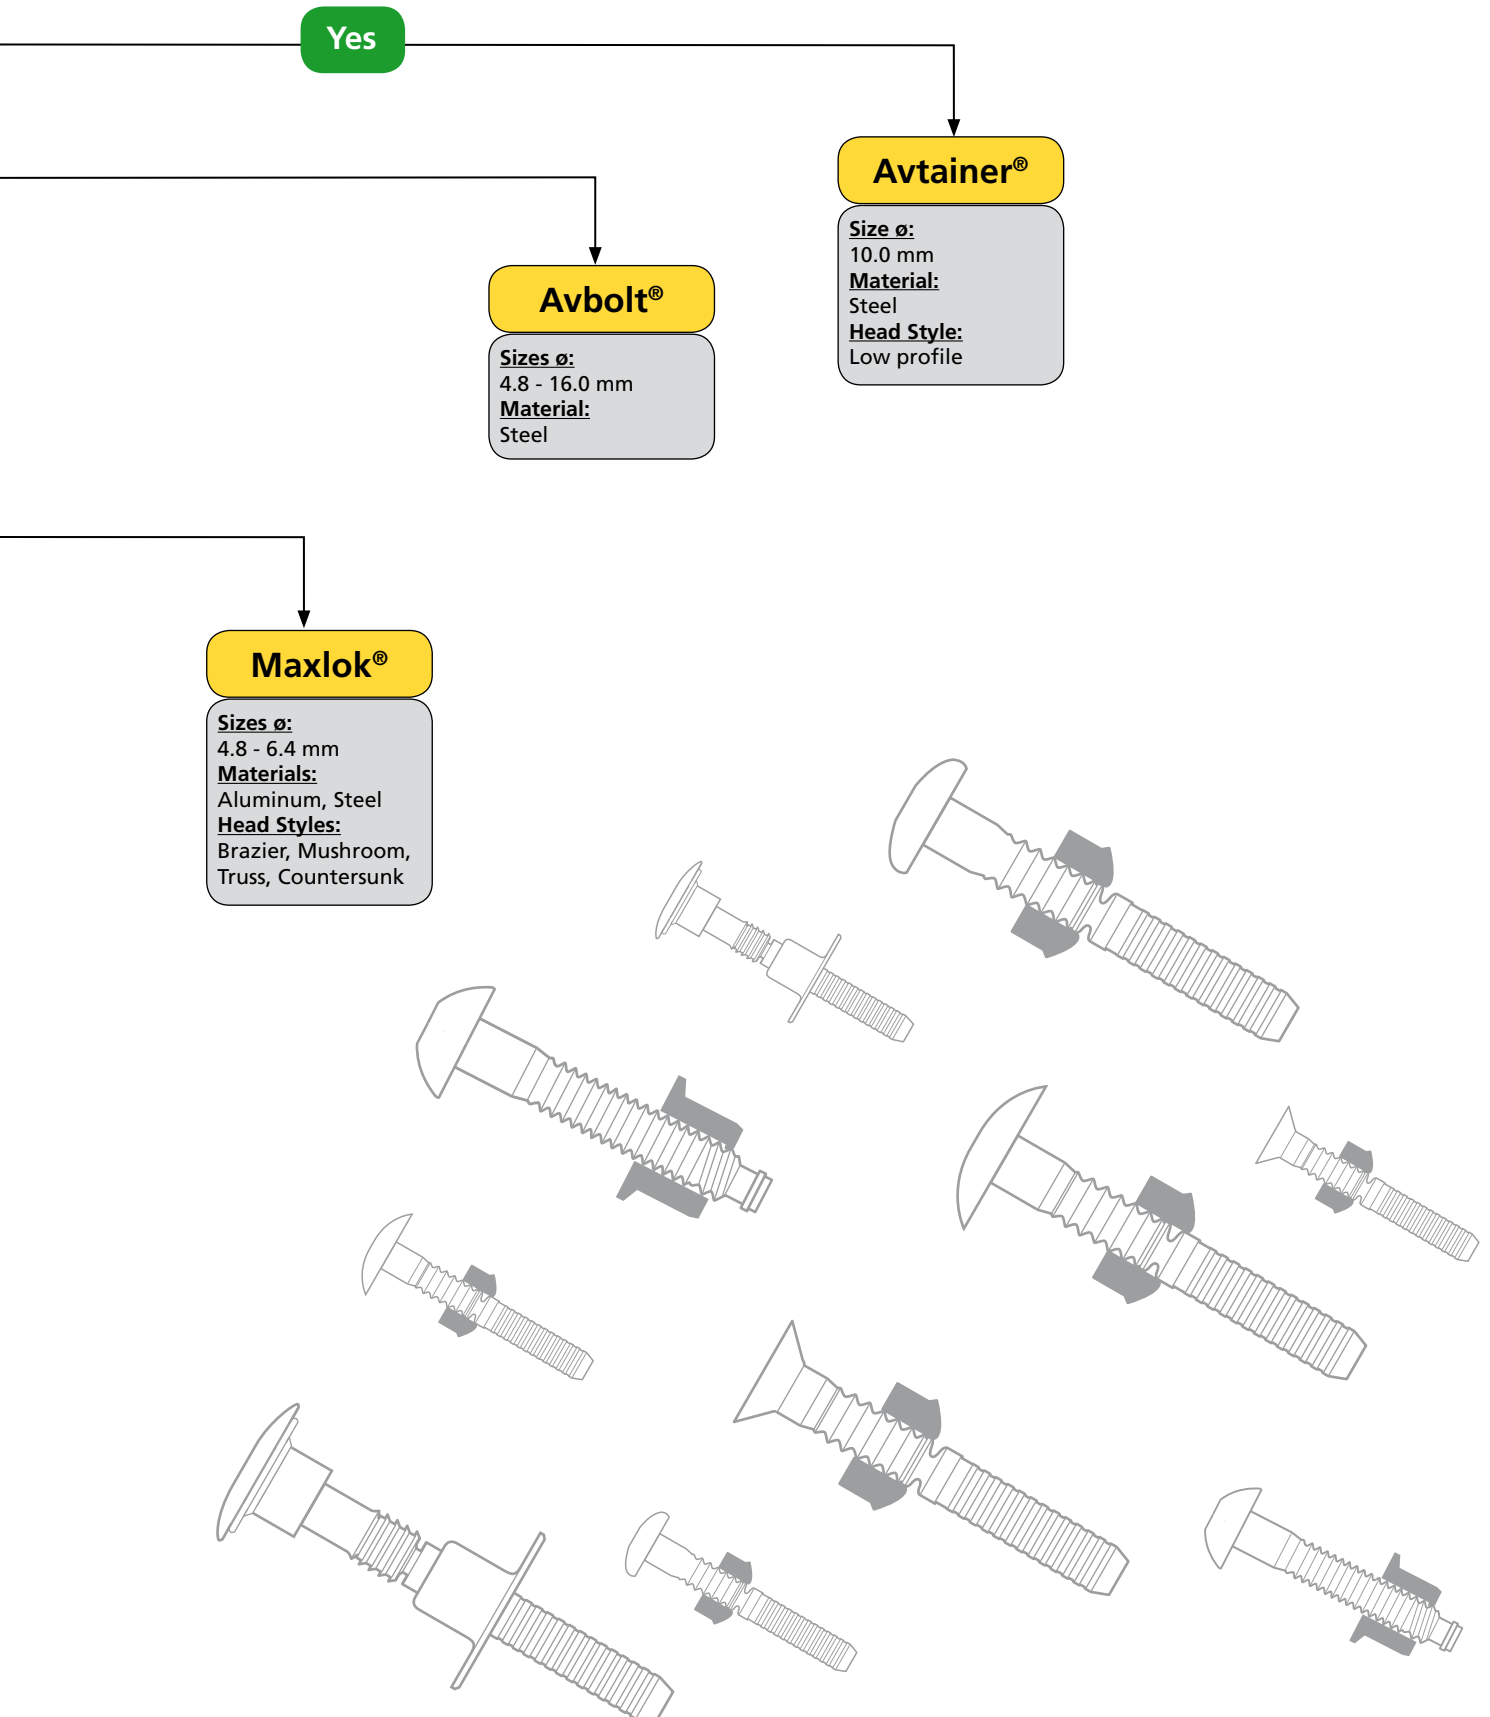 Yes
Avtainer®
Size ø:
10.0 mm
Material:
Steel
Head Style:
Low profile
Avbolt®
Sizes ø:
4.8 - 16.0 mm
Material:
Steel
Maxlok®
Sizes ø:
4.8 - 6.4 mm
Materials:
Aluminum, Steel
Head Styles:
Brazier, Mushroom,
Truss, Countersunk